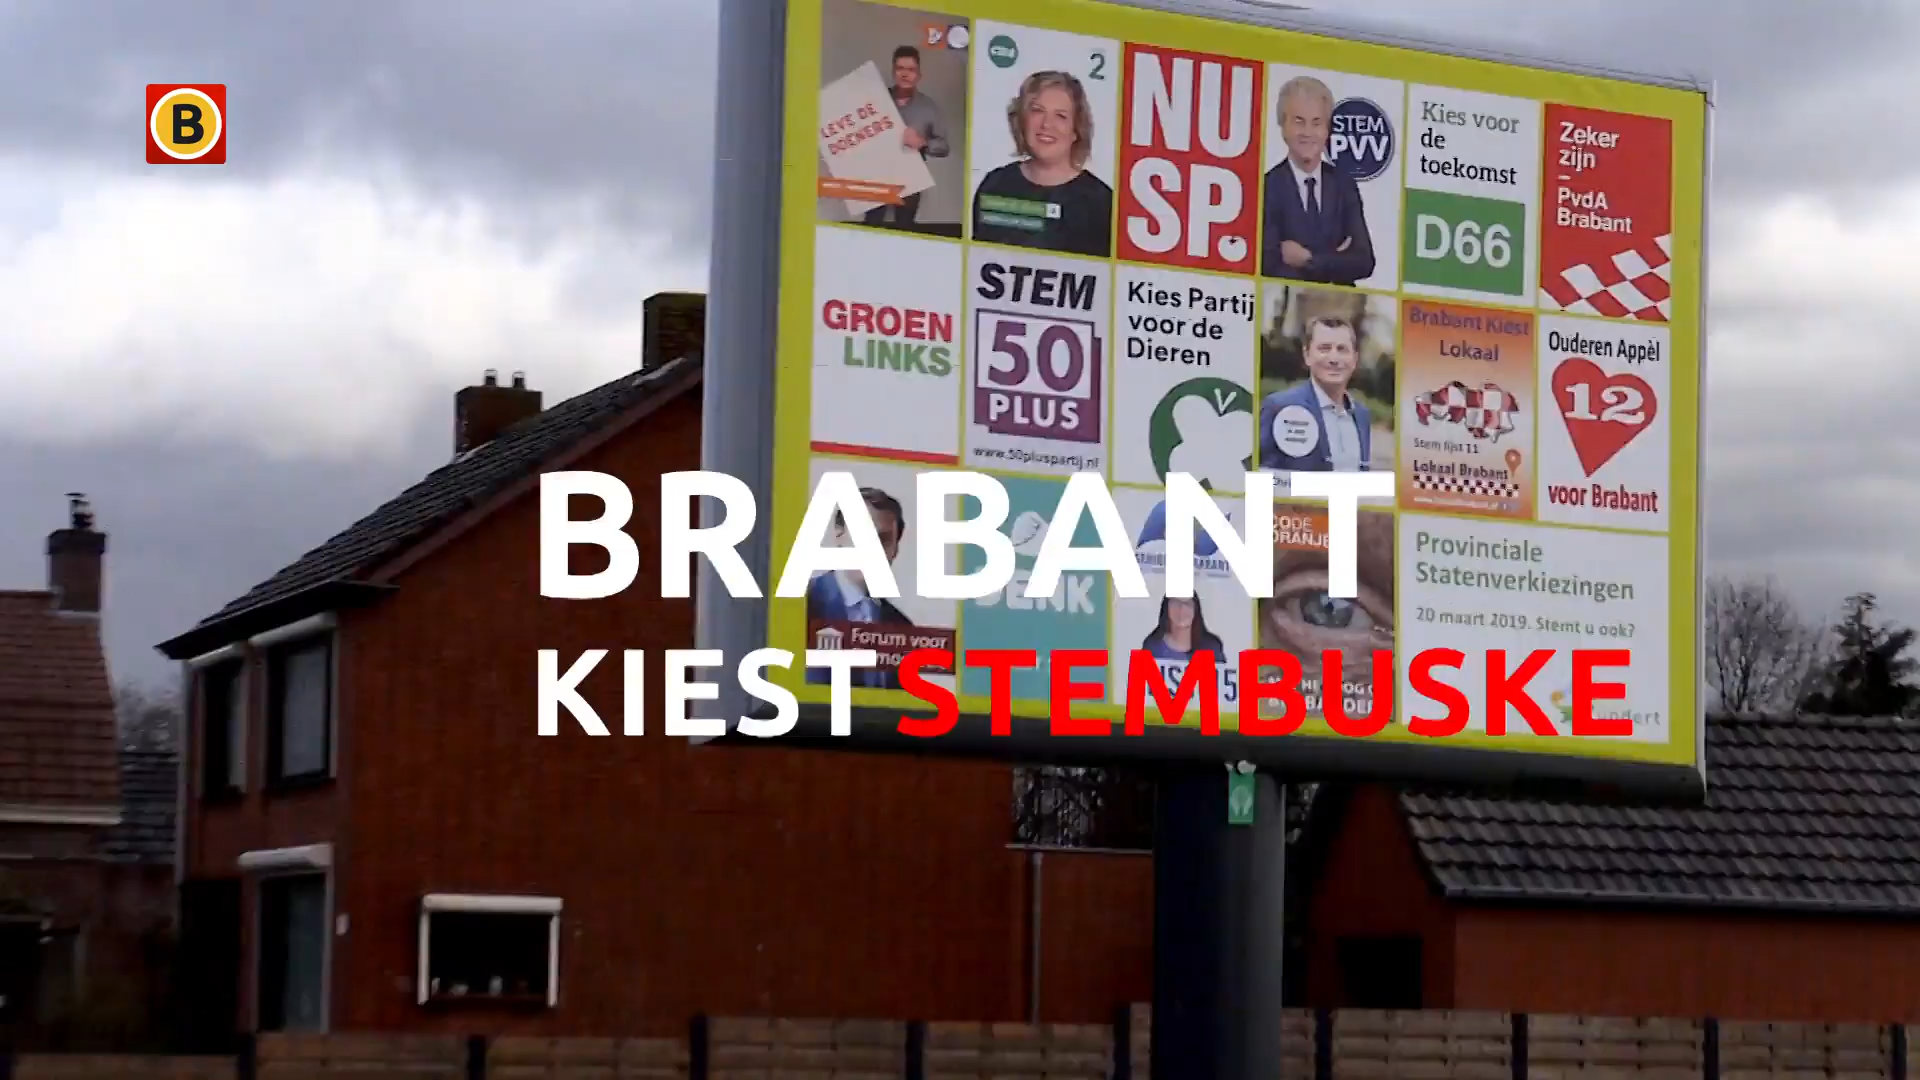 B
LEVE DE
DOENERS
CDA
2
NU
SP.
STEM
PVV
Kies voor
de
toekomst
D66
Zeker
zijn
–
PvdA
Brabant
GROEN
LINKS
STEM
50
PLUS
www.50pluspartij.nl
Kies Partij
voor de
Dieren
Brabant Kiest
Lokaal
Stem lijst 11
Lokaal Brabant
Ouderen Appèl
12
voor Brabant
Forum voor
DENK
CODE
ORANJE
Provinciale
Statenverkiezingen
20 maart 2019. Stemt u ook?
BRABANT
KIEST STEMBUSKE